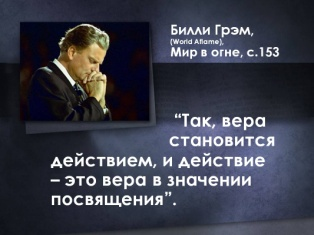 Билли Грэм,
(World Aflame),
Мир в огне, с.153
“Так, вера
становится
действием, и действие
– это вера в значении
посвящения”.